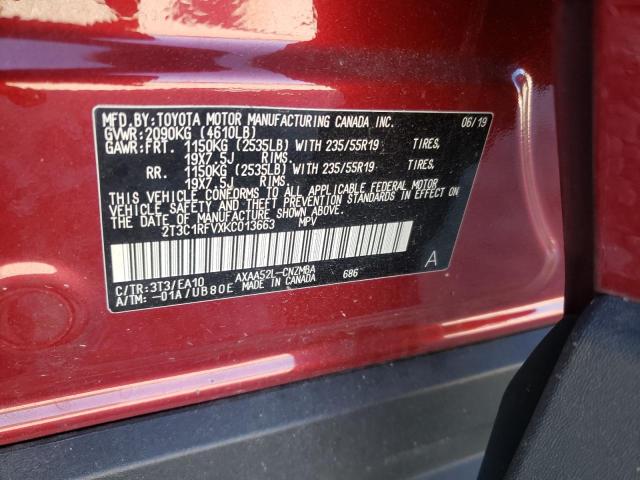 MFD.BY:TOYOTA MOTOR MANUFACTURING CANADA INC. 06/19
GVWR:2090KG (4610LB)
GAWR:FRT. 1150KG (2535LB) WITH 235/55R19 TIRES,
19X7.5J RIMS.
RR. 1150KG (2535LB) WITH 235/55R19 TIRES,
19X7.5J RIMS.
THIS VEHICLE CONFORMS TO ALL APPLICABLE FEDERAL MOTOR
VEHICLE SAFETY AND THEFT PREVENTION STANDARDS IN EFFECT
ON THE DATE OF MANUFACTURE SHOWN ABOVE.
2T3C1RFVXKC013663 MPV
C/TR:3T3/EA10 AXAA52L-CNZMBA 686 A
A/TM:-01A/UB80E MADE IN CANADA